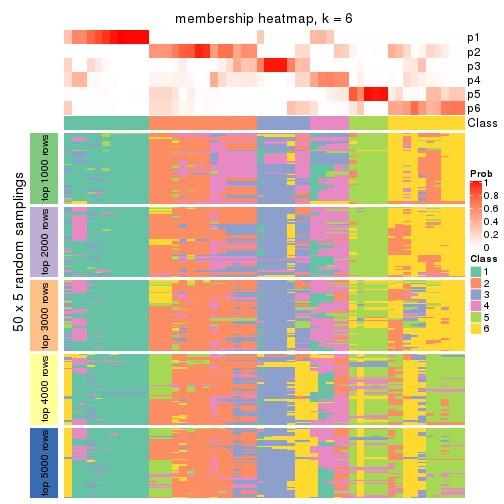 membership heatmap, k = 6
p1
p2
p3
p4
p5
p6
Class
50 x 5 random samplings
top 1000 rows
top 2000 rows
top 3000 rows
top 4000 rows
top 5000 rows
Prob
1
0.8
0.6
0.4
0.2
0
Class
1
2
3
4
5
6